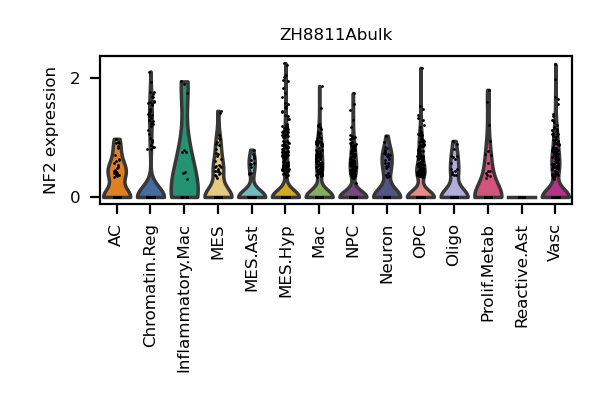 ZH8811Abulk
NF2 expression
2
0
AC
Chromatin.Reg
Inflammatory.Mac
MES
MES.Ast
MES.Hyp
Mac
NPC
Neuron
OPC
Oligo
Prolif.Metab
Reactive.Ast
Vasc